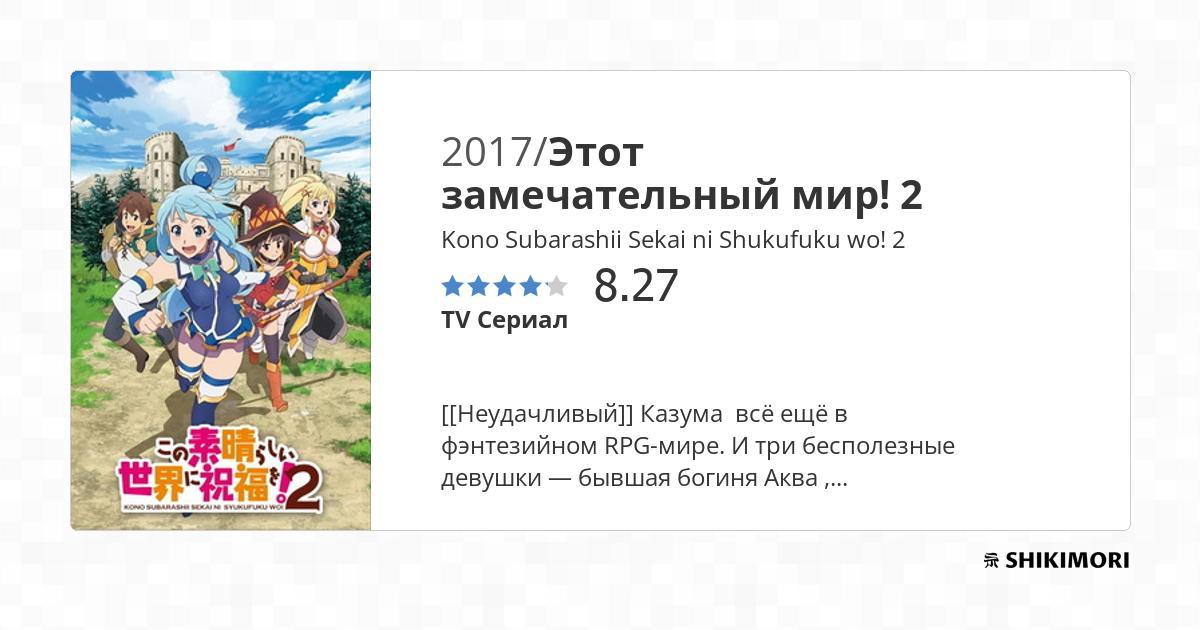 2017/Этот
замечательный мир! 2
Kono Subarashii Sekai ni Shukufuku wo! 2
8.27
TV Сериал
[[Неудачливый]] Казума  всё ещё в
фэнтезийном RPG-мире. И три бесполезные
девушки — бывшая богиня Аква ,...
この素晴らしい
世界に祝福を!2
KONO SUBARASHII SEKAI NI SYUKUFUKU WO!
SHIKIMORI